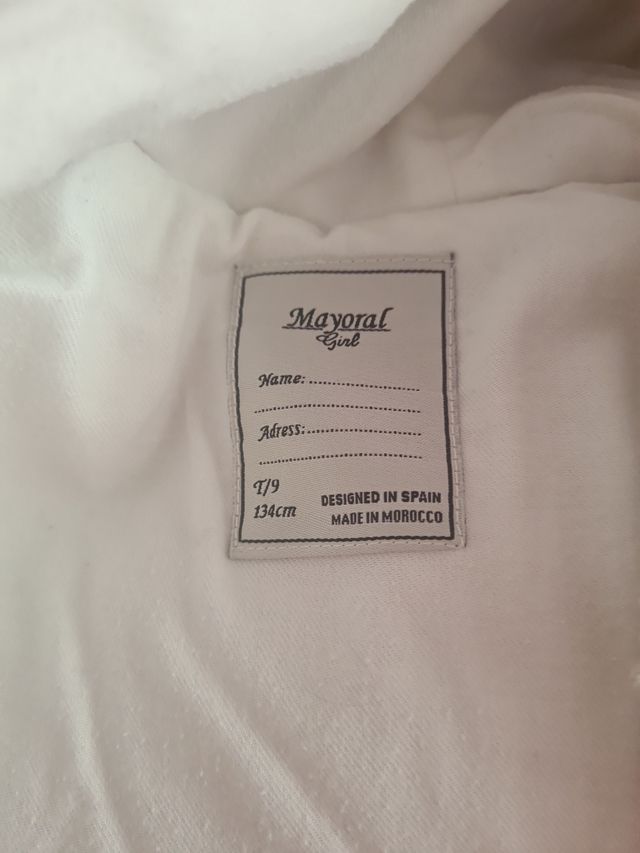 Mayoral
Girl
Name:..............................
..............................................
Adress:..............................
..............................................
T/9
134cm
DESIGNED IN SPAIN
MADE IN MOROCCO